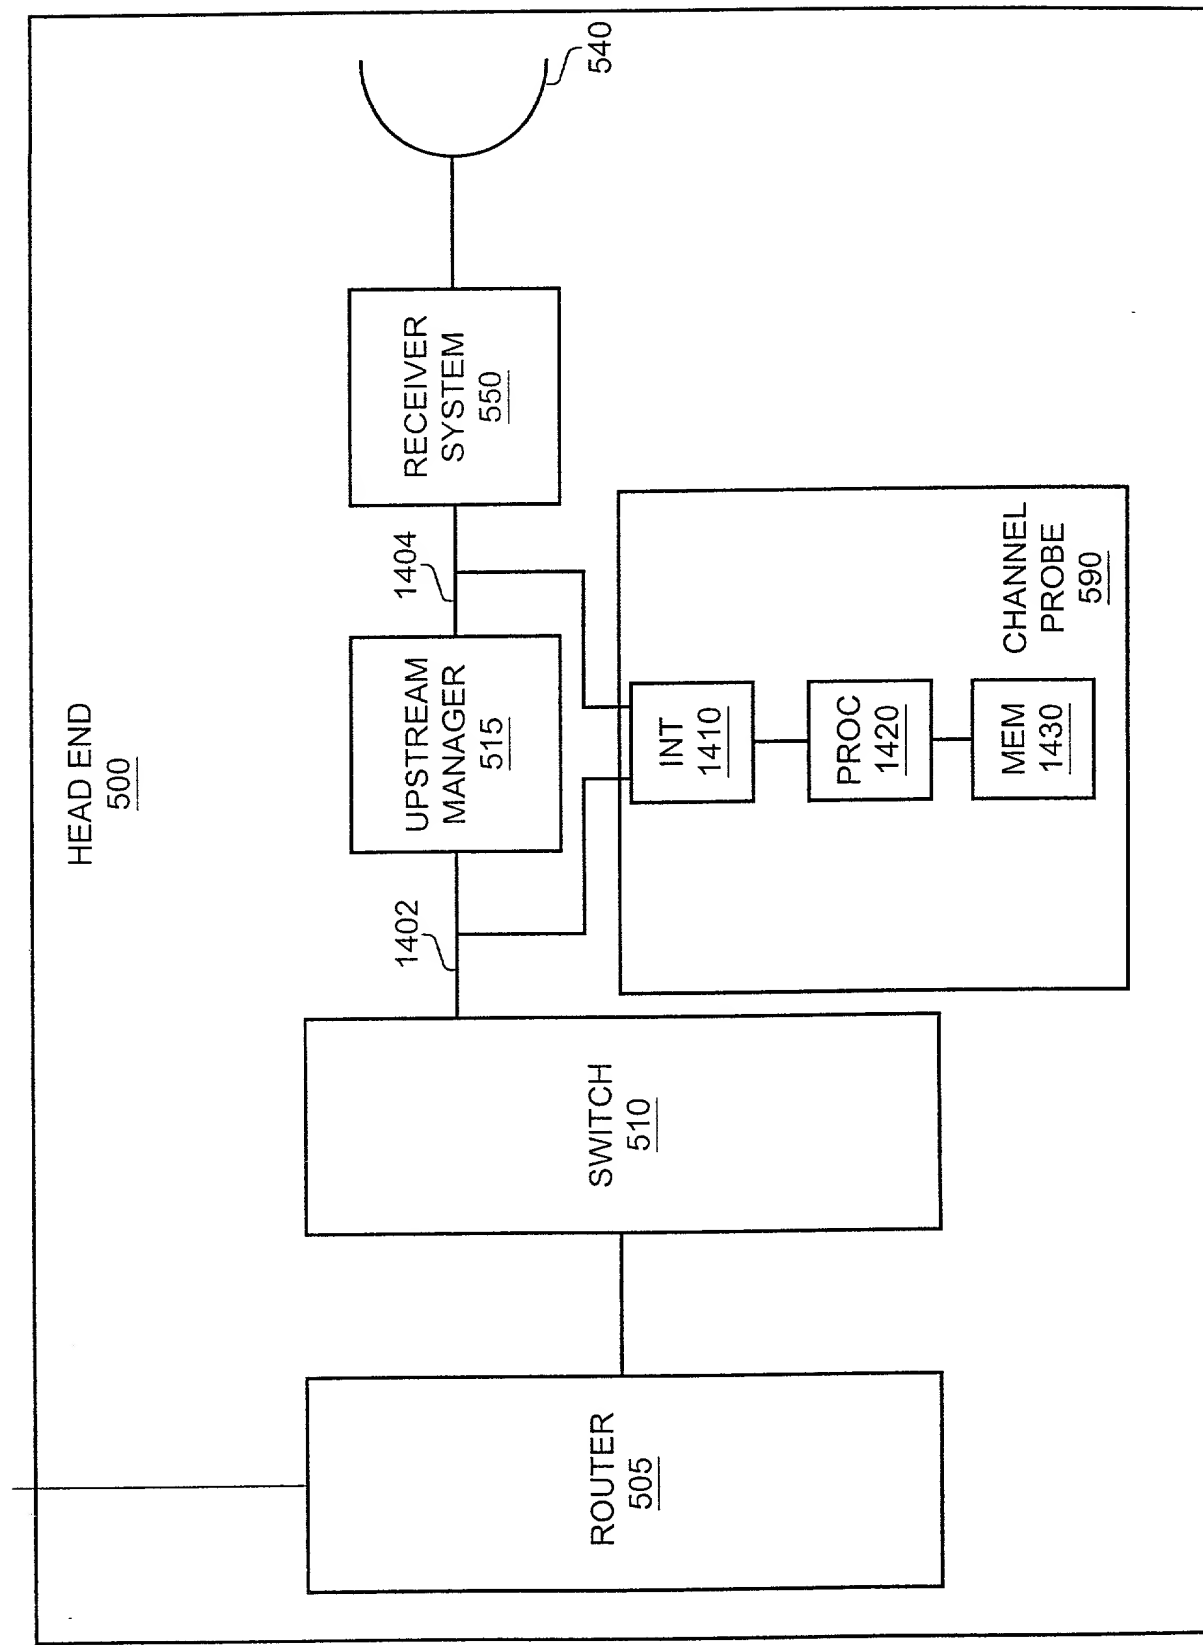 HEAD END
500
ROUTER
505
SWITCH
510
1402
UPSTREAM
MANAGER
515
1404
RECEIVER
SYSTEM
550
540
INT
1410
PROC
1420
MEM
1430
CHANNEL
PROBE
590